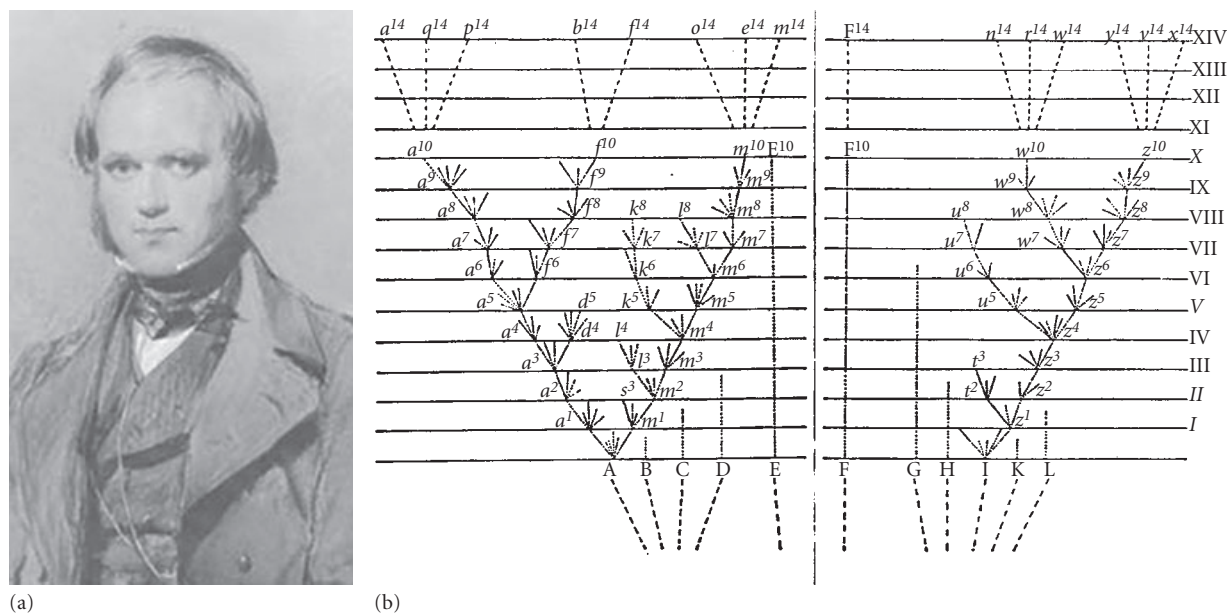 a¹⁴ q¹⁴ p¹⁴ b¹⁴ f¹⁴ o¹⁴ e¹⁴ m¹⁴ F¹⁴ n¹⁴ r¹⁴ w¹⁴ y¹⁴ v¹⁴ x¹⁴ XIV
XIII
XII
XI
a¹⁰ f¹⁰ m¹⁰ E¹⁰ F¹⁰ w¹⁰ z¹⁰ X
a⁹ f⁹ m⁹ w⁹ z⁹ IX
a⁸ f⁸ k⁸ l⁸ m⁸ u⁸ w⁸ z⁸ VIII
a⁷ f⁷ k⁷ l⁷ m⁷ u⁷ w⁷ z⁷ VII
a⁶ f⁶ k⁶ m⁶ u⁶ z⁶ VI
a⁵ d⁵ k⁵ m⁵ u⁵ z⁵ V
a⁴ d⁴ l⁴ m⁴ z⁴ IV
a³ l³ m³ t³ z³ III
a² s³ m² t² z² II
a¹ m¹ z¹ I
A B C D E F G H I K L
(a) (b)